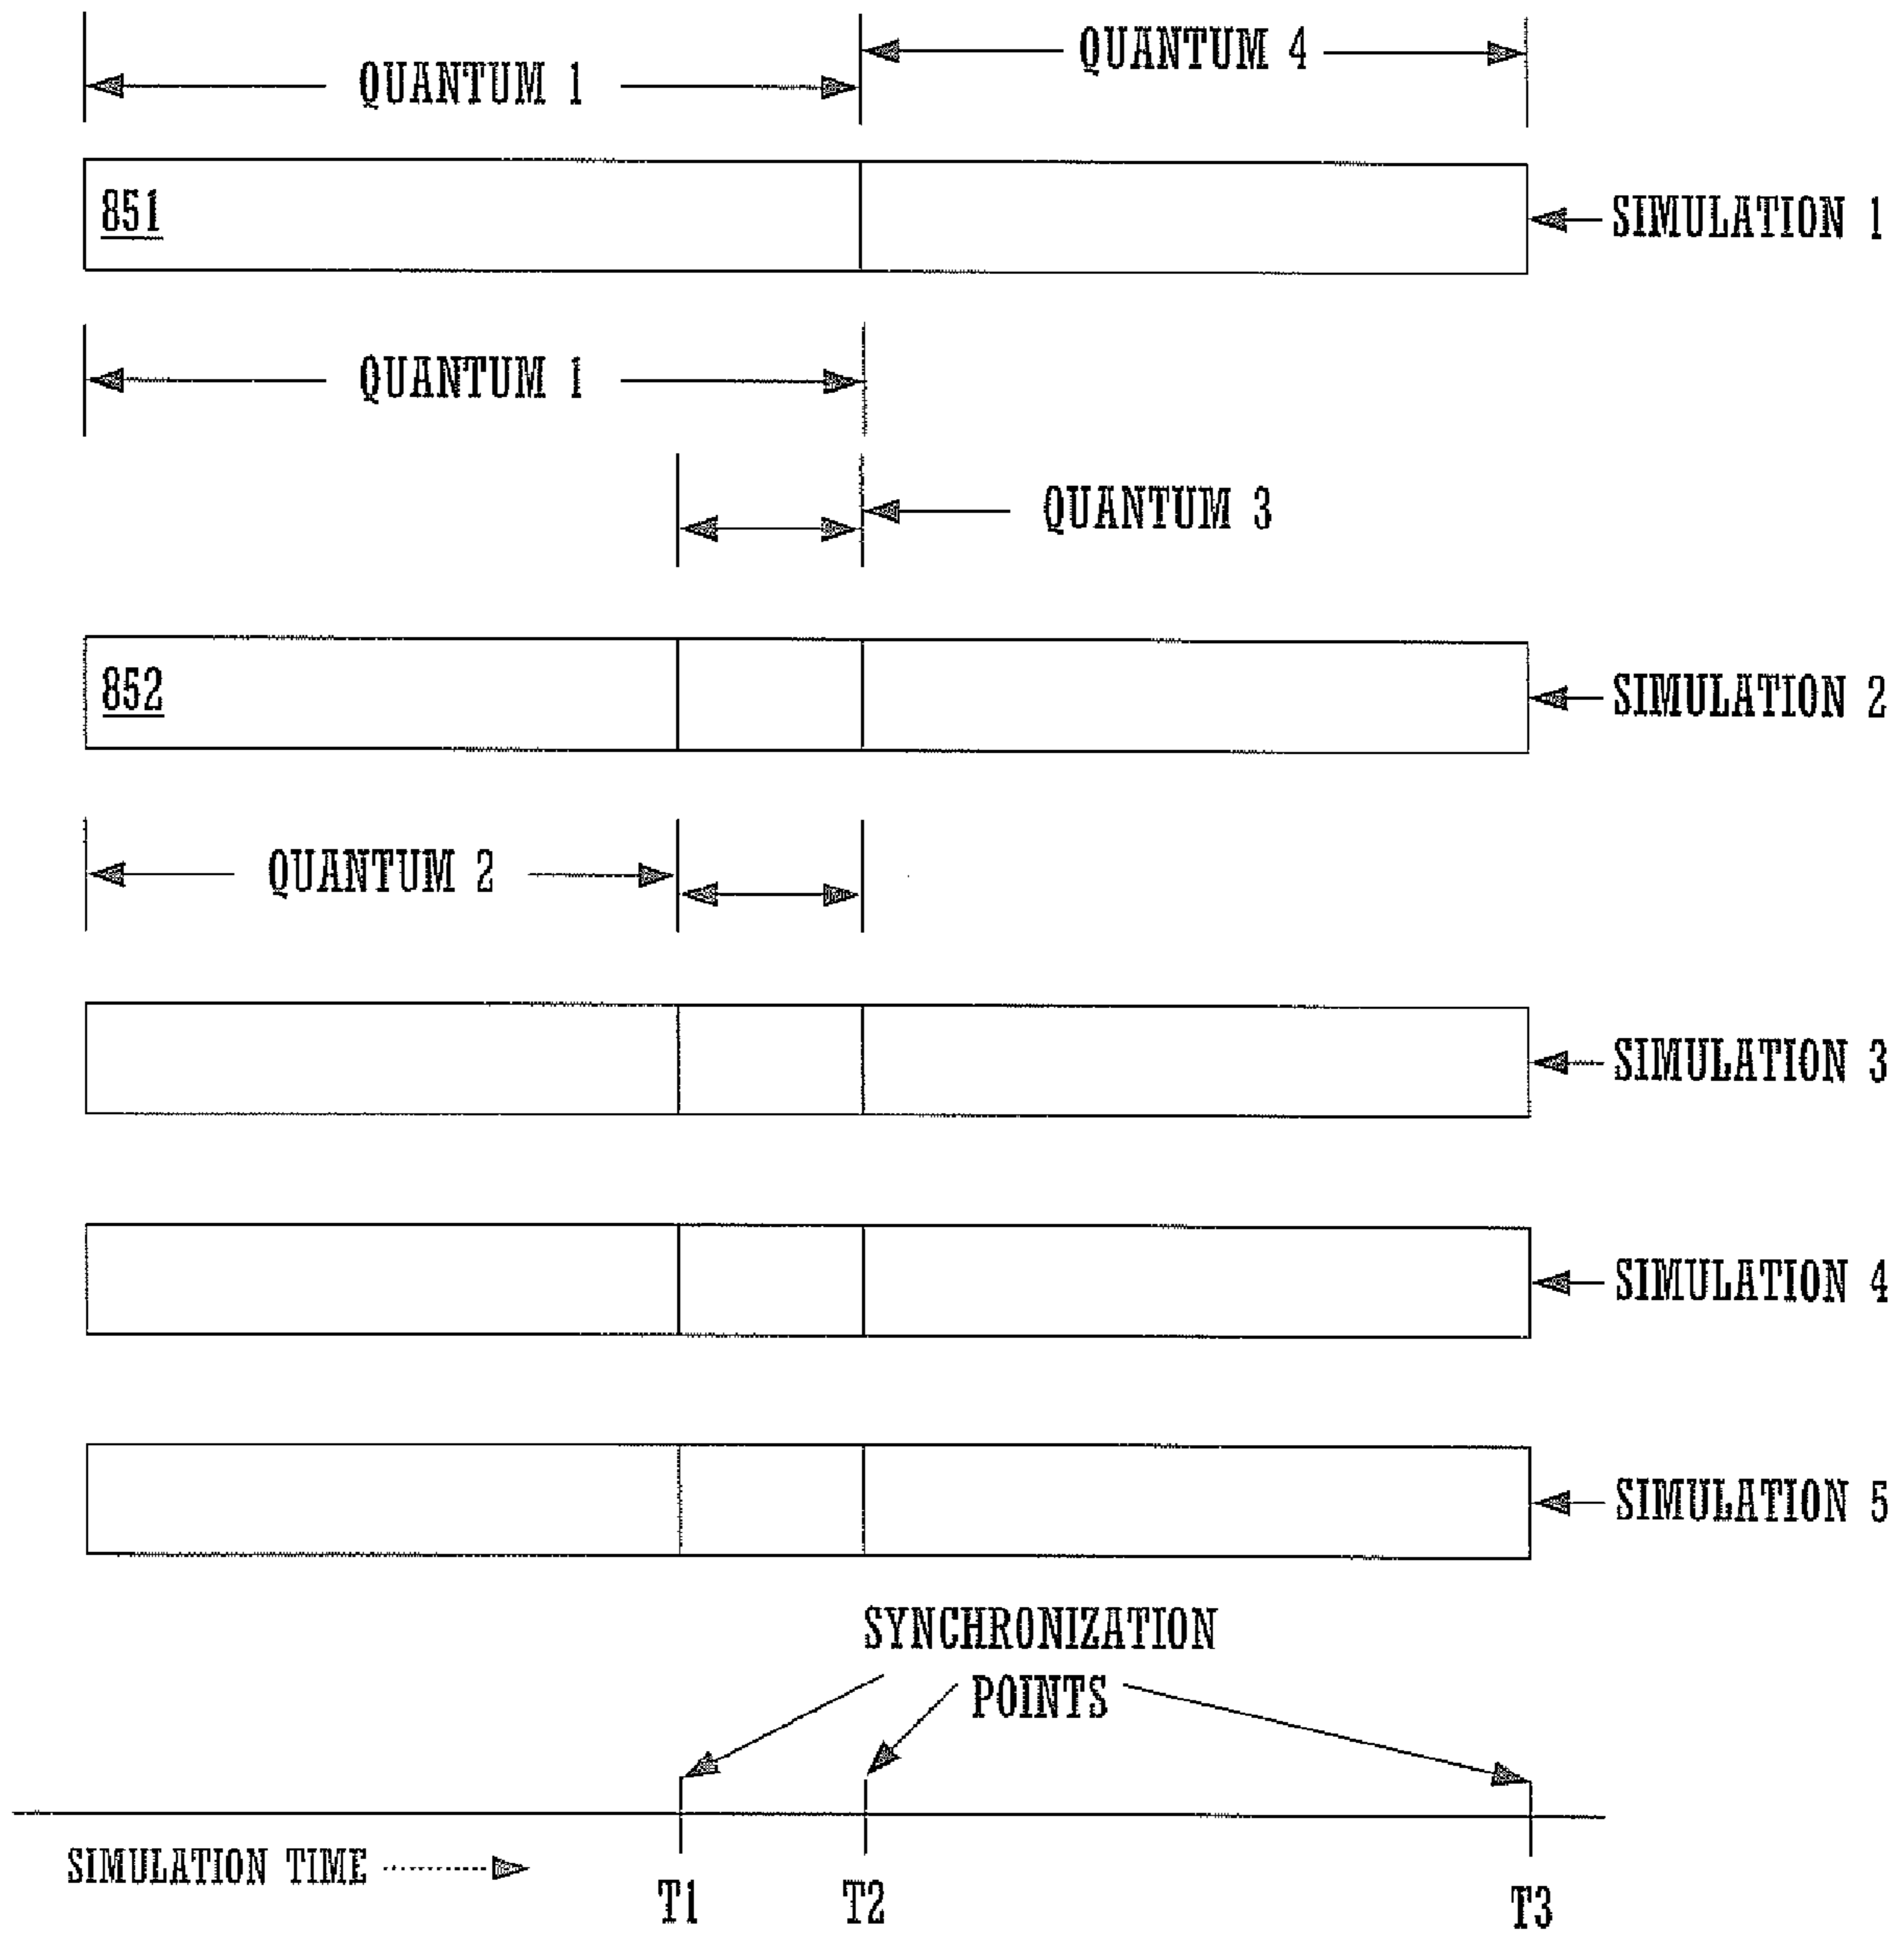 QUANTUM 1
QUANTUM 4
851
SIMULATION 1
QUANTUM 1
QUANTUM 3
852
SIMULATION 2
QUANTUM 2
SIMULATION 3
SIMULATION 4
SIMULATION 5
SYNCHRONIZATION
POINTS
SIMULATION TIME
T1
T2
T3